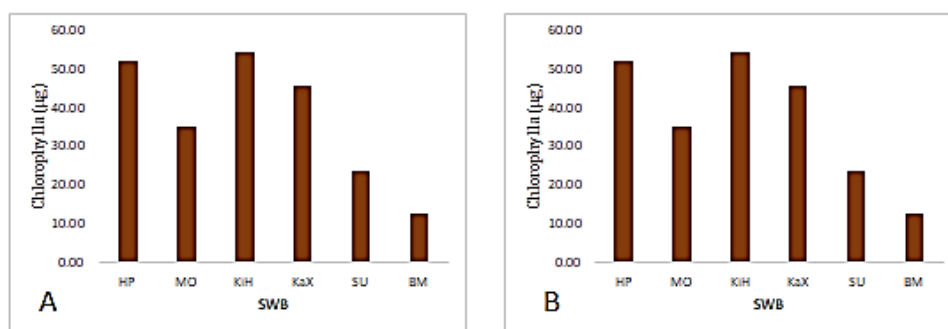 60.00
50.00
40.00
30.00
20.00
10.00
0.00
Chlorophylla (µg)
HP MO KiH KaX SU BM
SWB
A
60.00
50.00
40.00
30.00
20.00
10.00
0.00
Chlorophylla (µg)
HP MO KiH KaX SU BM
SWB
B